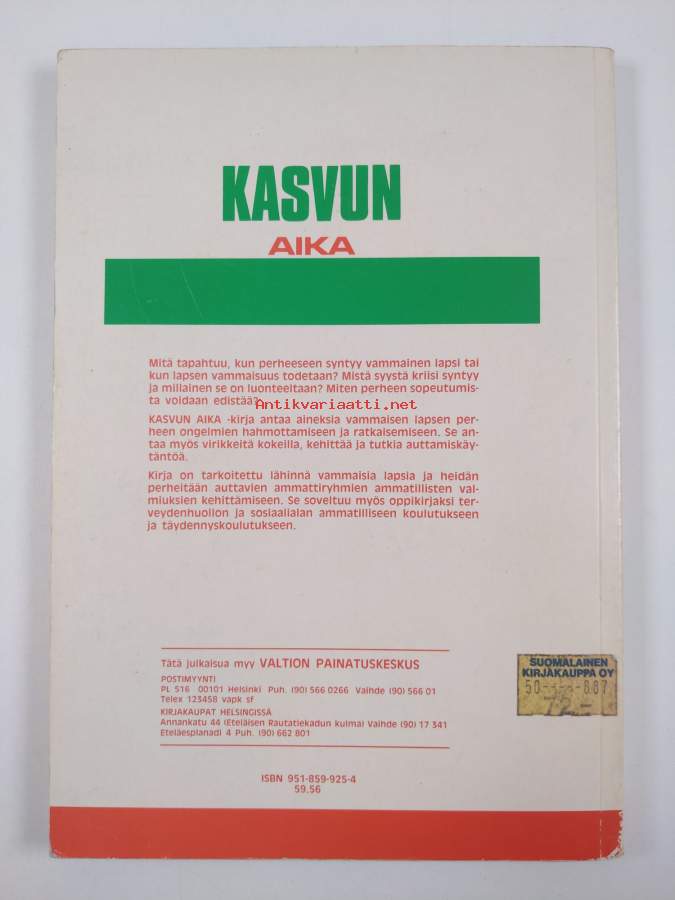 KASVUN
AIKA
Mitä tapahtuu, kun perheeseen syntyy vammainen lapsi tai
kun lapsen vammaisuus todetaan? Mistä syystä kriisi syntyy
ja millainen se on luonteeltaan? Miten perheen sopeutumis-
ta voidaan edistää?
Antikvariaatti.net
KASVUN AIKA -kirja antaa aineksia vammaisen lapsen per-
heen ongelmien hahmottamiseen ja ratkaisemiseen. Se an-
taa myös virikkeitä kokeilla, kehittää ja tutkia auttamiskäy-
täntöä.
Kirja on tarkoitettu lähinnä vammaisia lapsia ja heidän
perheitään auttavien ammattiryhmien ammatillisten val-
miuksien kehittämiseen. Se soveltuu myös oppikirjaksi ter-
veydenhuollon ja sosiaalialan ammatilliseen koulutukseen
ja täydennyskoulutukseen.
Tätä julkaisua myy VALTION PAINATUSKESKUS
POSTIMYYNTI
PL 516 00101 Helsinki Puh. (90) 566 0266 Vaihde (90) 566 01
Telex 123458 vapk sf
KIRJAKAUPAT HELSINGISSÄ
Annankatu 44 (Eteläisen Rautatiekadun kulma) Vaihde (90) 17 341
Eteläesplanadi 4 Puh. (90) 662 801
SUOMALAINEN
KIRJAKAUPPA OY
ISBN 951-859-925-4
59.56